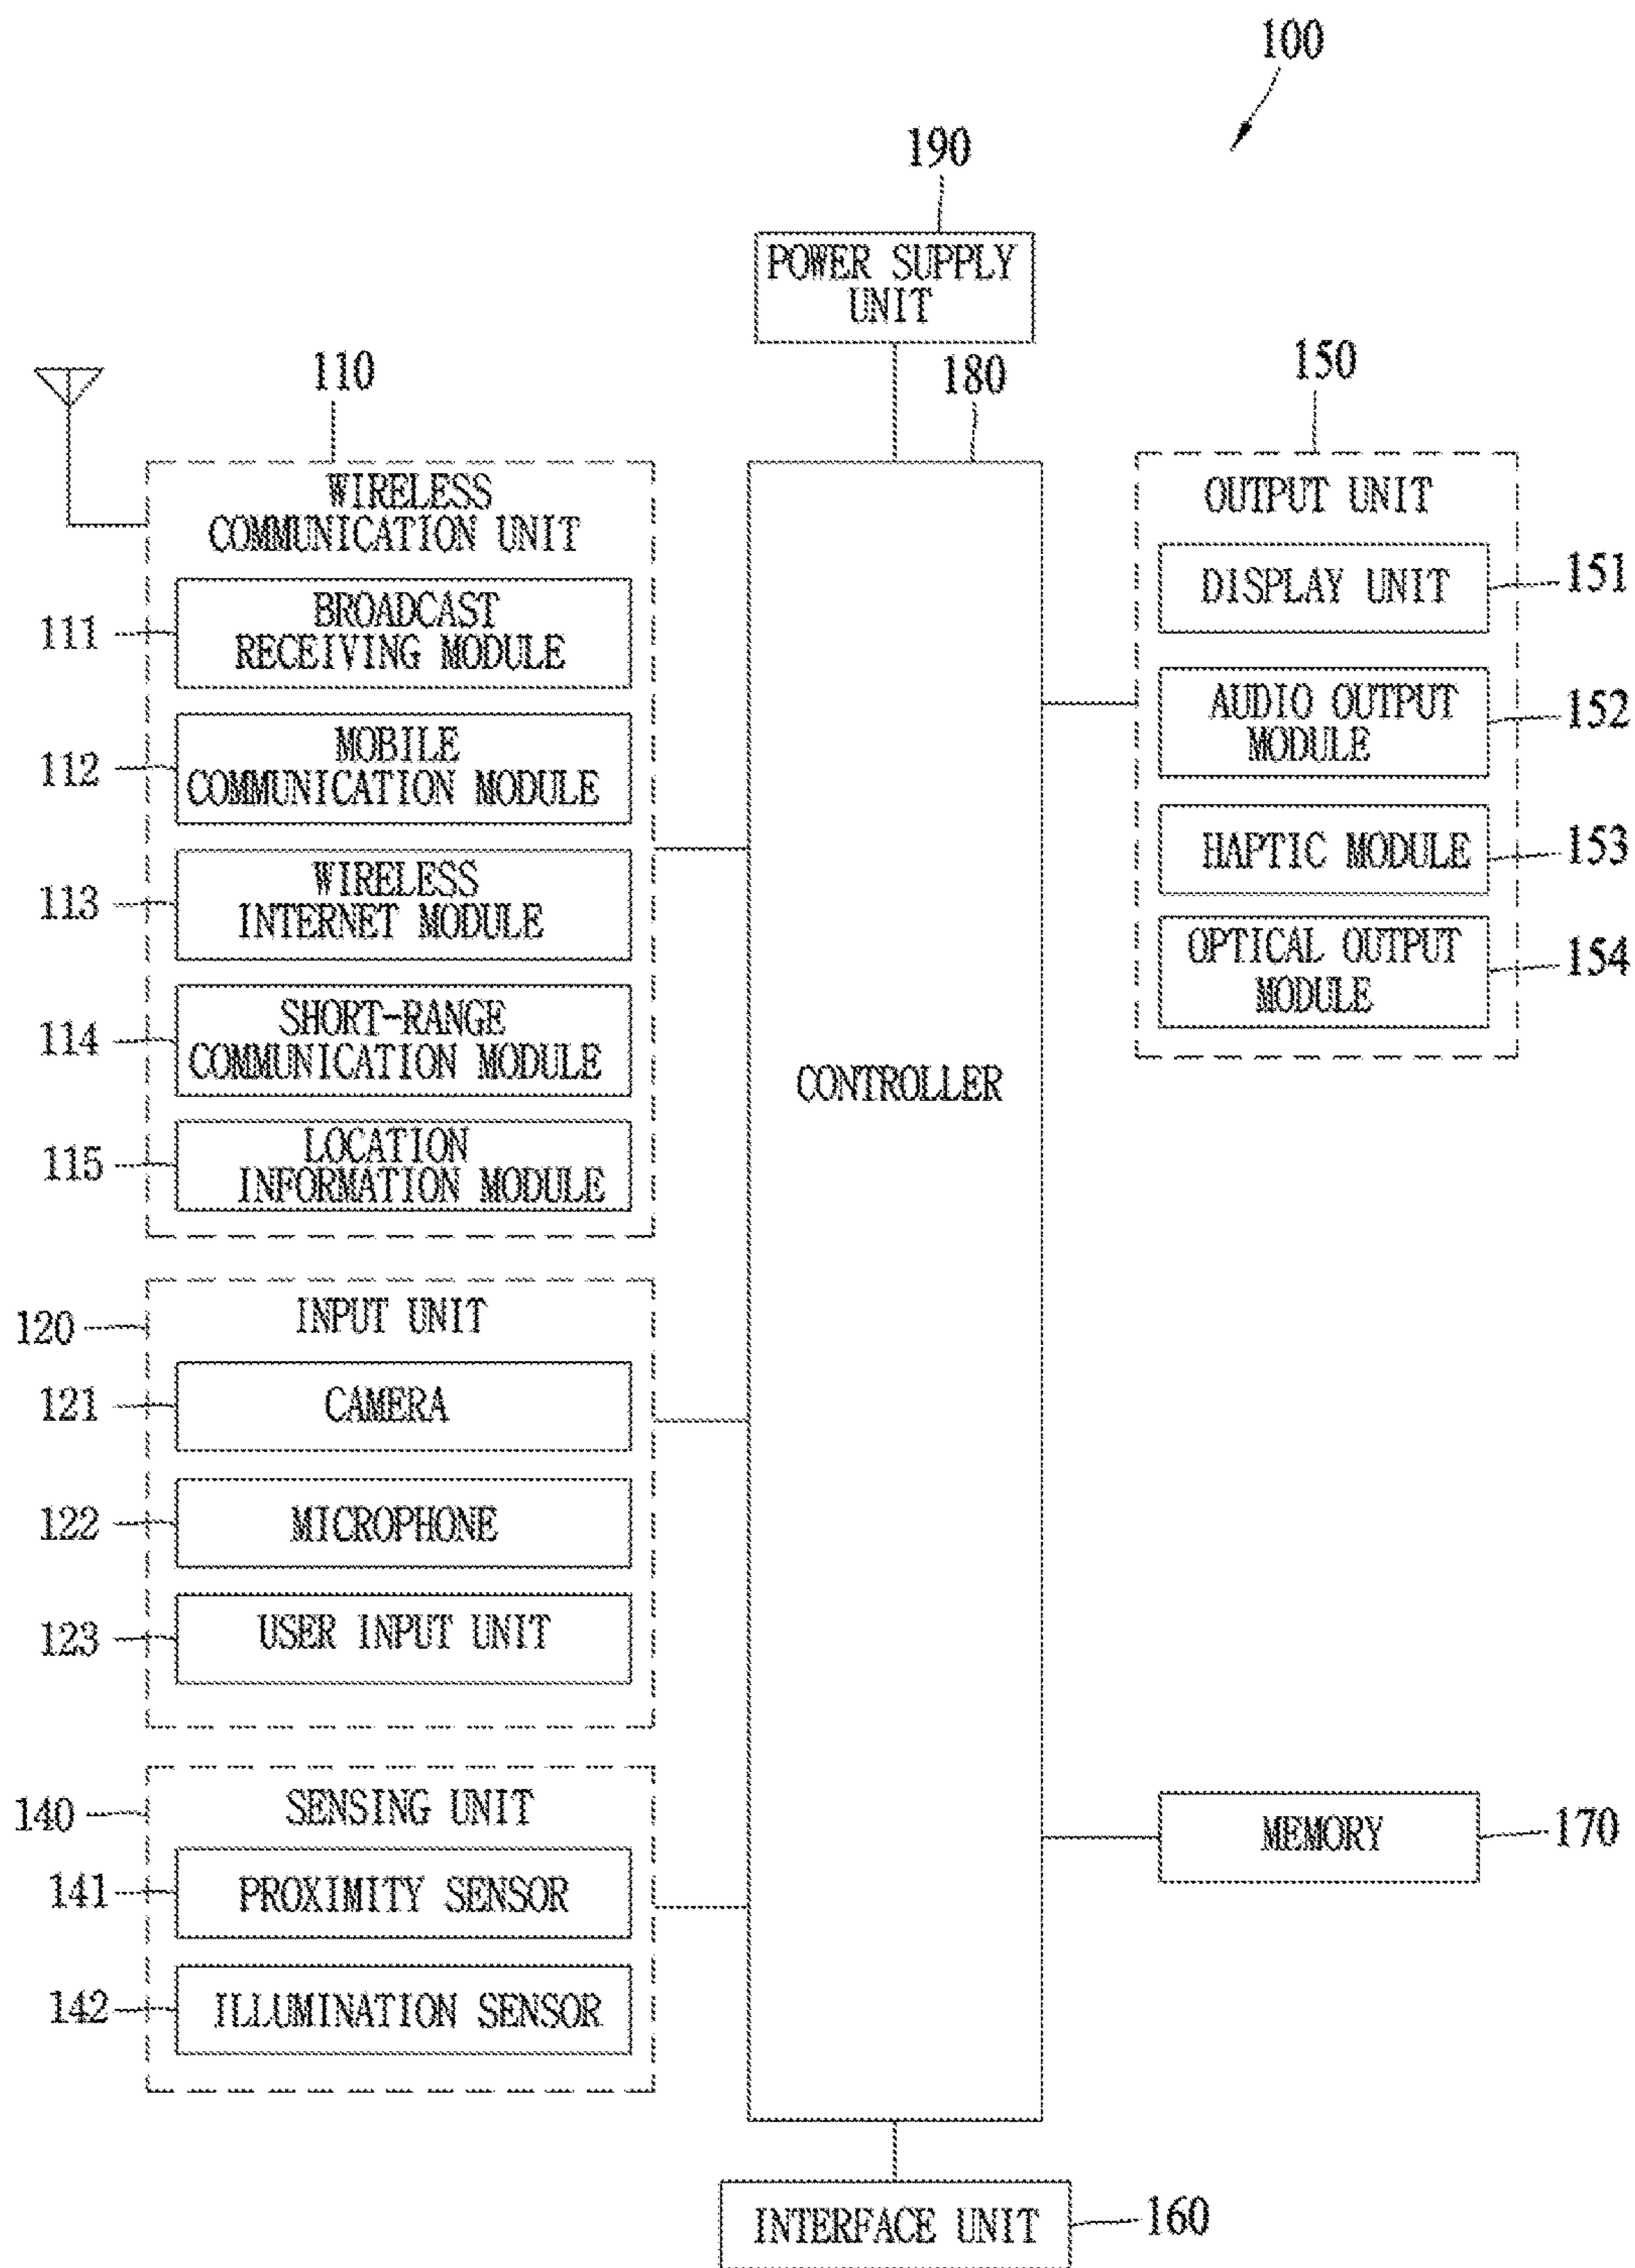 100
190
POWER SUPPLY
UNIT
110
180
150
WIRELESS
COMMUNICATION UNIT
111
BROADCAST
RECEIVING MODULE
112
MOBILE
COMMUNICATION MODULE
113
WIRELESS
INTERNET MODULE
114
SHORT-RANGE
COMMUNICATION MODULE
115
LOCATION
INFORMATION MODULE
120
INPUT UNIT
121
CAMERA
122
MICROPHONE
123
USER INPUT UNIT
140
SENSING UNIT
141
PROXIMITY SENSOR
142
ILLUMINATION SENSOR
CONTROLLER
OUTPUT UNIT
DISPLAY UNIT
151
AUDIO OUTPUT
MODULE
152
HAPTIC MODULE
153
OPTICAL OUTPUT
MODULE
154
MEMORY
170
INTERFACE UNIT
160